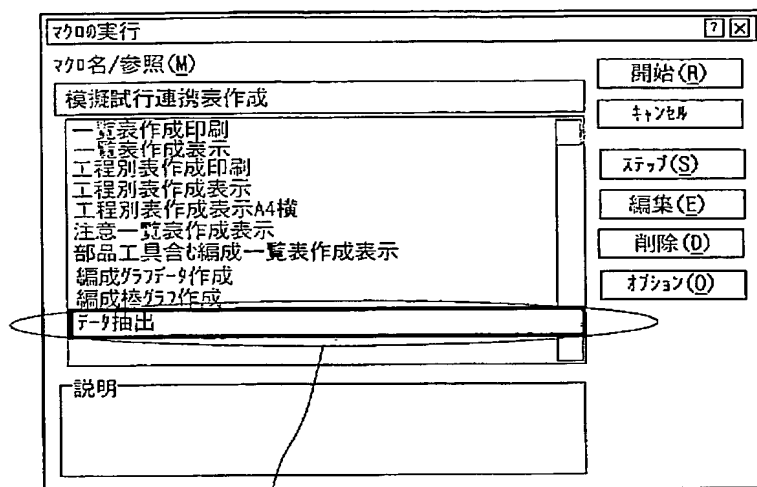 マクロの実行
マクロ名/参照(M)
模擬試行連携表作成
一覧表作成印刷
一覧表作成表示
工程別表作成印刷
工程別表作成表示
工程別表作成表示A4横
注意一覧表作成表示
部品工具含む編成一覧表作成表示
編成グラフデータ作成
編成棒グラフ作成
データ抽出
説明
開始(R)
キャンセル
ステップ(S)
編集(E)
削除(D)
オプション(O)